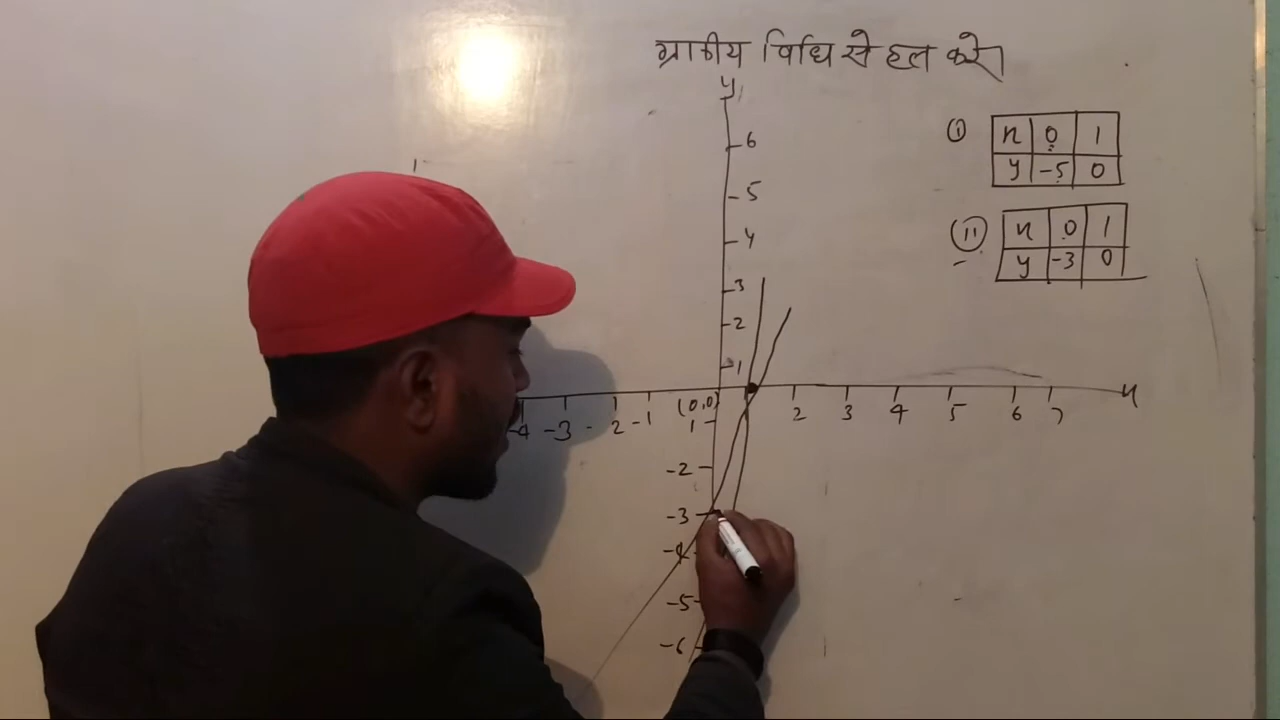 ग्राफीय विधि से हल करे।
y
6
5
4
3
2
1
-4 -3 - 2 -1 (0,0) 2 3 4 5 6 7 x
1
-2
-3
-4
-5
-6
(i) x 0 1
y -5 0
(ii) x 0 1
y -3 0